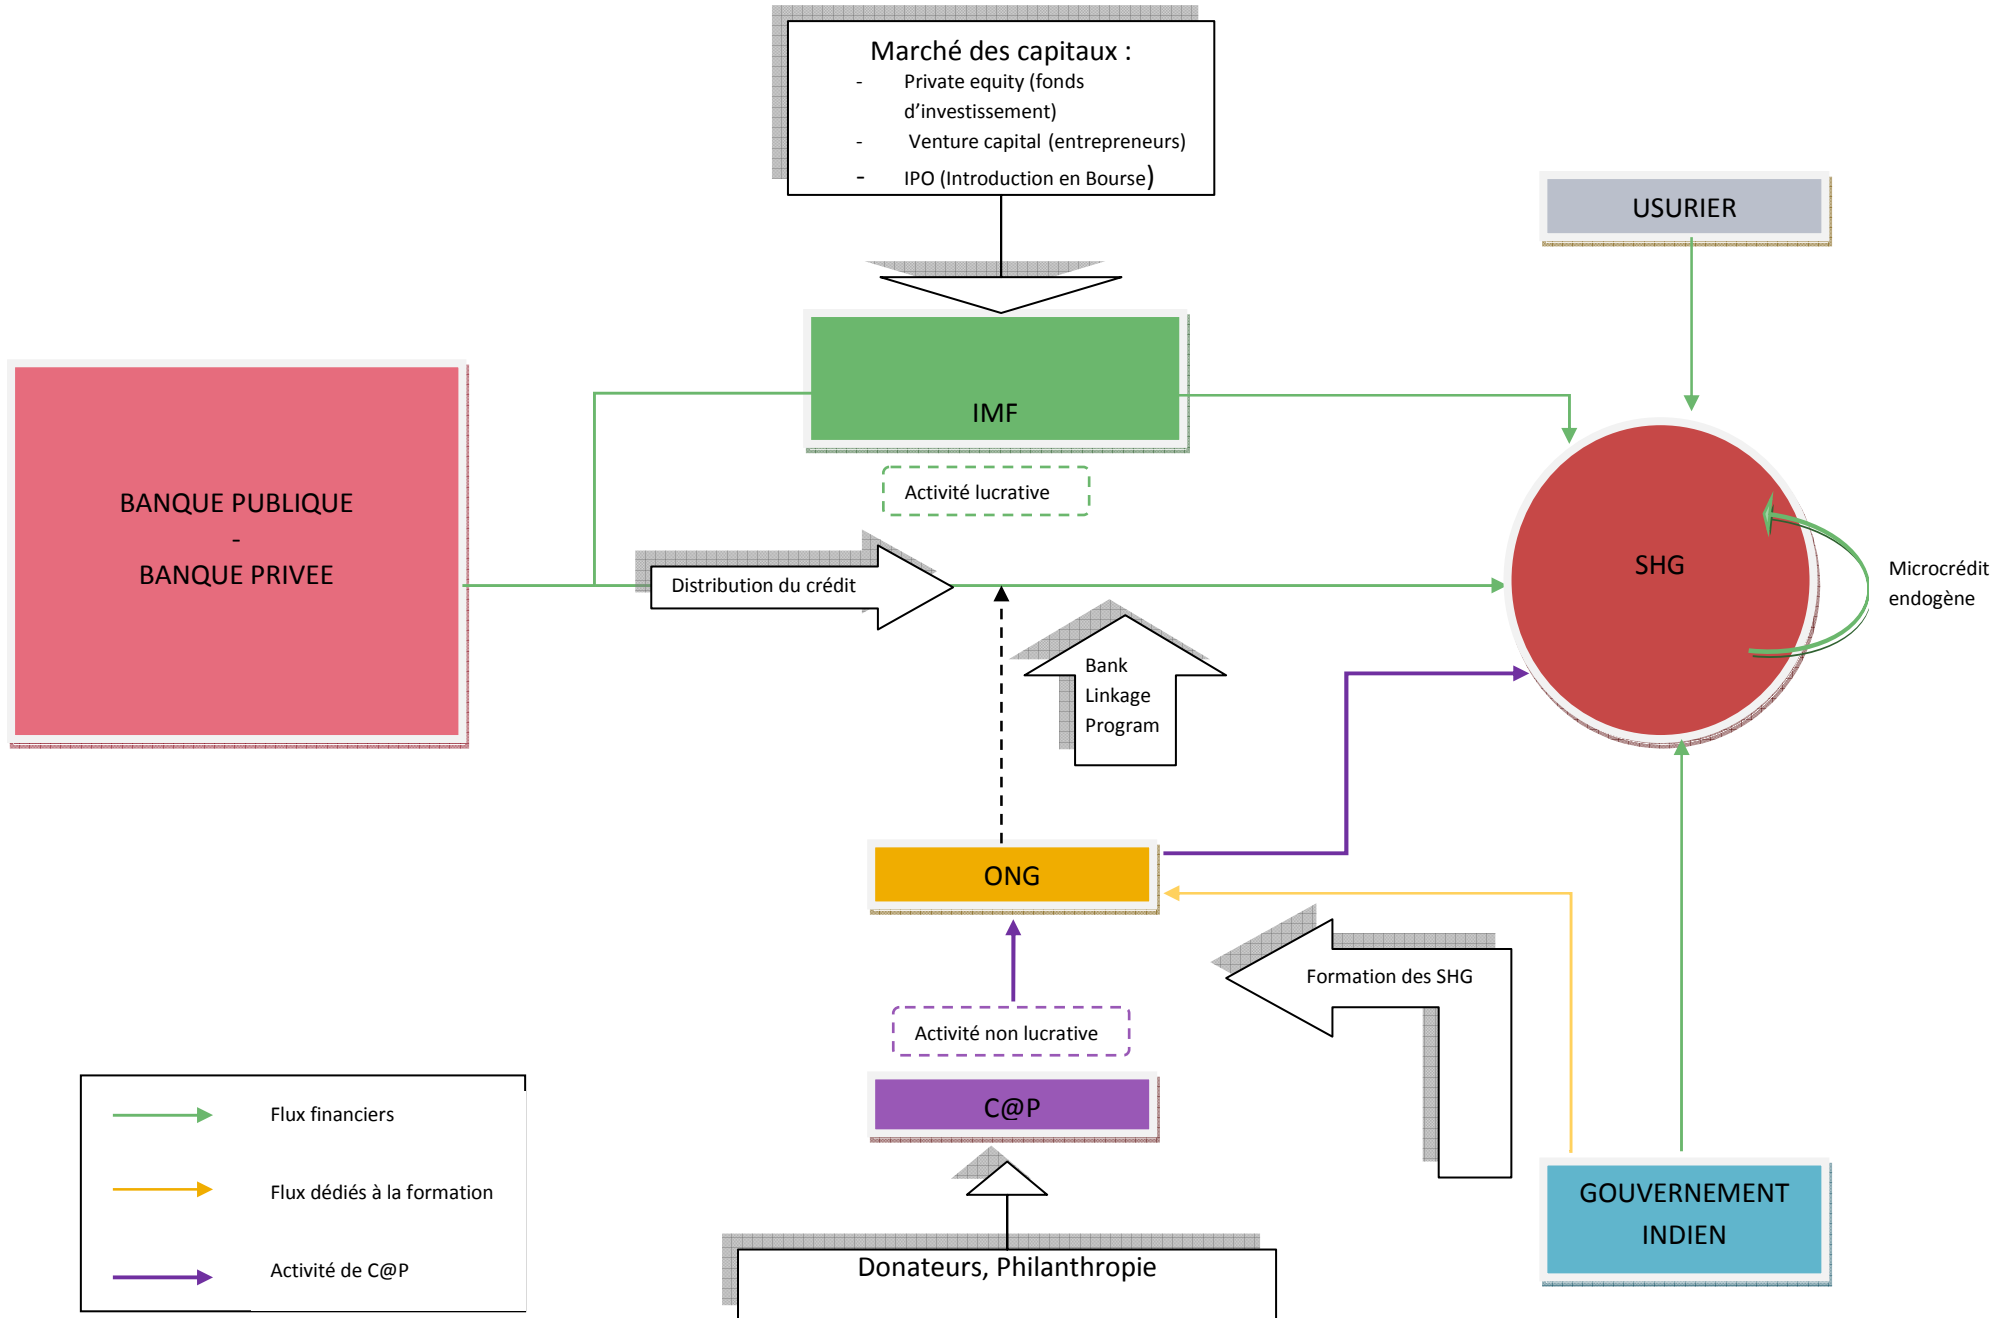 Marché des capitaux :
- Private equity (fonds
d’investissement)
- Venture capital (entrepreneurs)
- IPO (Introduction en Bourse)
USURIER
IMF
Activité lucrative
BANQUE PUBLIQUE
-
BANQUE PRIVEE
Distribution du crédit
SHG
Microcrédit
endogène
Bank
Linkage
Program
ONG
Formation des SHG
Activité non lucrative
C@P
GOUVERNEMENT
INDIEN
Donateurs, Philanthropie
Flux financiers
Flux dédiés à la formation
Activité de C@P